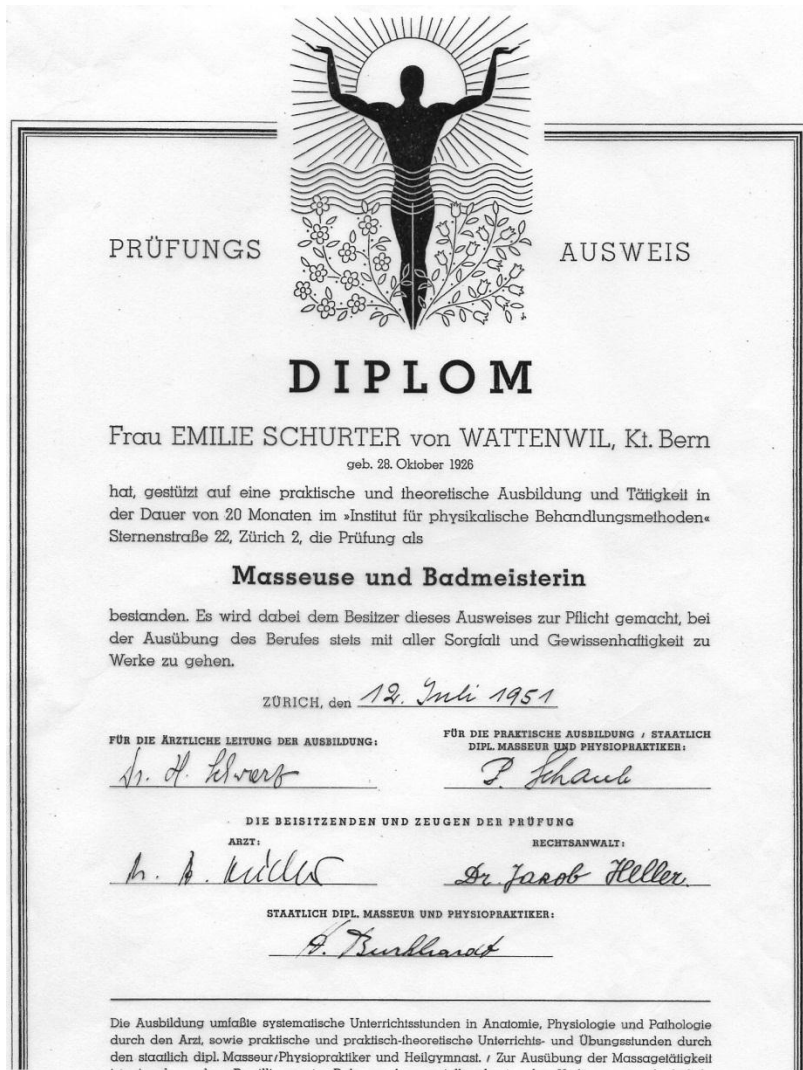 PRÜFUNGS AUSWEIS
DIPLOM
Frau EMILIE SCHURTER von WATTENWIL, Kt. Bern
geb. 28. Oktober 1926
hat, gestützt auf eine praktische und theoretische Ausbildung und Tätigkeit in
der Dauer von 20 Monaten im »Institut für physikalische Behandlungsmethoden«
Sternenstraße 22, Zürich 2, die Prüfung als
Masseuse und Badmeisterin
bestanden. Es wird dabei dem Besitzer dieses Ausweises zur Pflicht gemacht, bei
der Ausübung des Berufes stets mit aller Sorgfalt und Gewissenhaftigkeit zu
Werke zu gehen.
ZÜRICH, den 12. Juli 1951
FÜR DIE ÄRZTLICHE LEITUNG DER AUSBILDUNG:
FÜR DIE PRAKTISCHE AUSBILDUNG / STAATLICH
DIPL. MASSEUR UND PHYSIOPRAKTIKER:
Dr. H.
P. Schaub
DIE BEISITZENDEN UND ZEUGEN DER PRÜFUNG
ARZT:
RECHTSANWALT:
Dr. Jakob Heller.
STAATLICH DIPL. MASSEUR UND PHYSIOPRAKTIKER:
Burkhardt
Die Ausbildung umfaßte systematische Unterrichtsstunden in Anatomie, Physiologie und Pathologie
durch den Arzt, sowie praktische und praktisch-theoretische Unterrichts- und Übungsstunden durch
den staatlich dipl. Masseur/Physiopraktiker und Heilgymnast. / Zur Ausübung der Massagetätigkeit